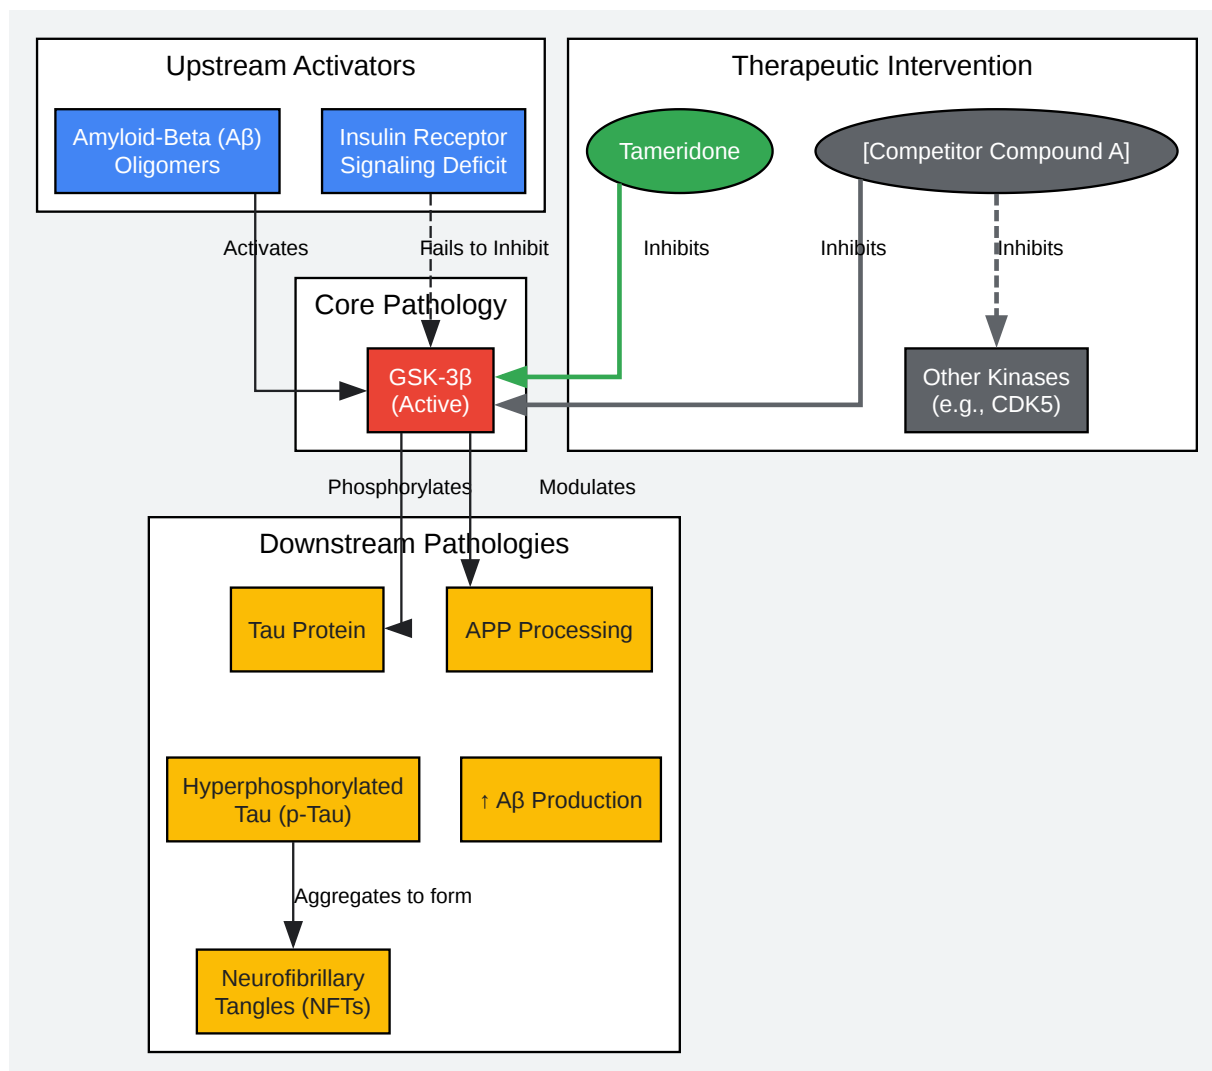 Upstream Activators
Amyloid-Beta (Aβ)
Oligomers
Insulin Receptor
Signaling Deficit
Therapeutic Intervention
Tameridone
[Competitor Compound A]
Activates
Fails to Inhibit
Inhibits
Inhibits
Inhibits
Core Pathology
GSK-3β
(Active)
Other Kinases
(e.g., CDK5)
Phosphorylates
Modulates
Downstream Pathologies
Tau Protein
APP Processing
Hyperphosphorylated
Tau (p-Tau)
↑ Aβ Production
Aggregates to form
Neurofibrillary
Tangles (NFTs)